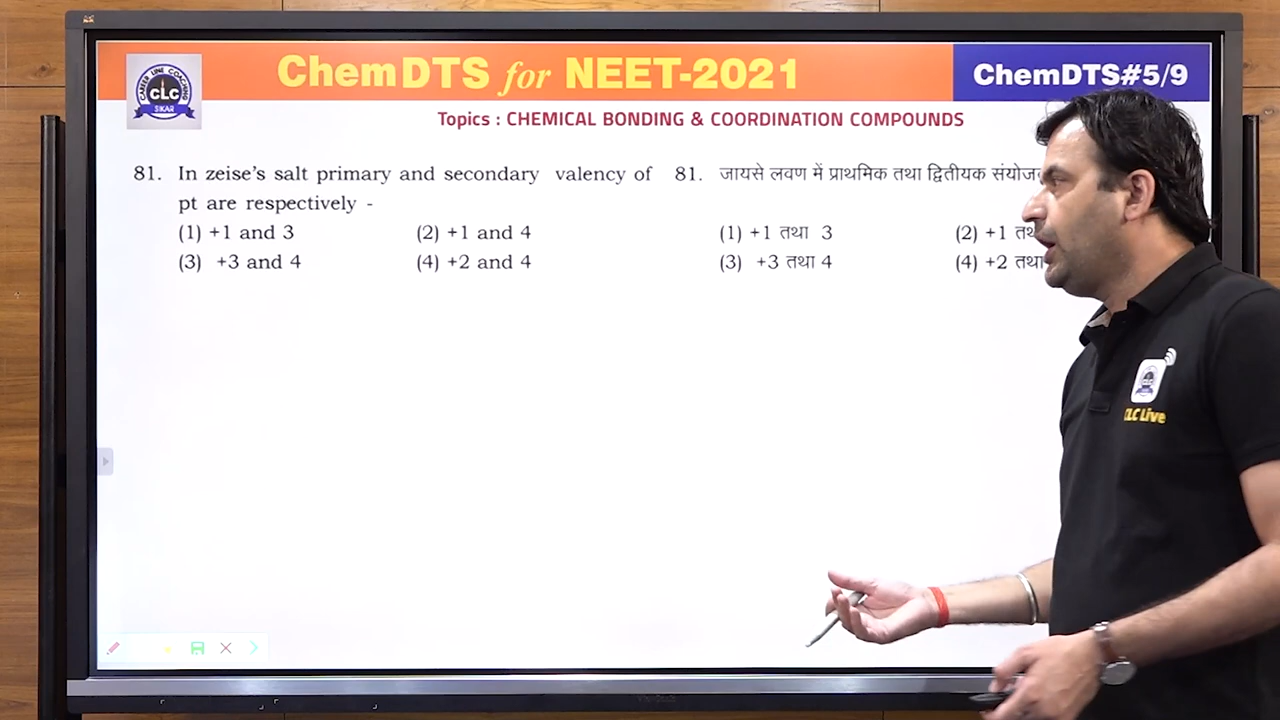 ChemDTS for NEET-2021
ChemDTS#5/9
CAREER LINE COACHING
CLC
SIKAR
Topics : CHEMICAL BONDING & COORDINATION COMPOUNDS
81. In zeise's salt primary and secondary valency of
pt are respectively -
(1) +1 and 3
(2) +1 and 4
(3) +3 and 4
(4) +2 and 4
81. जायसे लवण में प्राथमिक तथा द्वितीयक
(1) +1 तथा 3
(2) +1
(3) +3 तथा 4
(4) +2 तथा
CLC Live